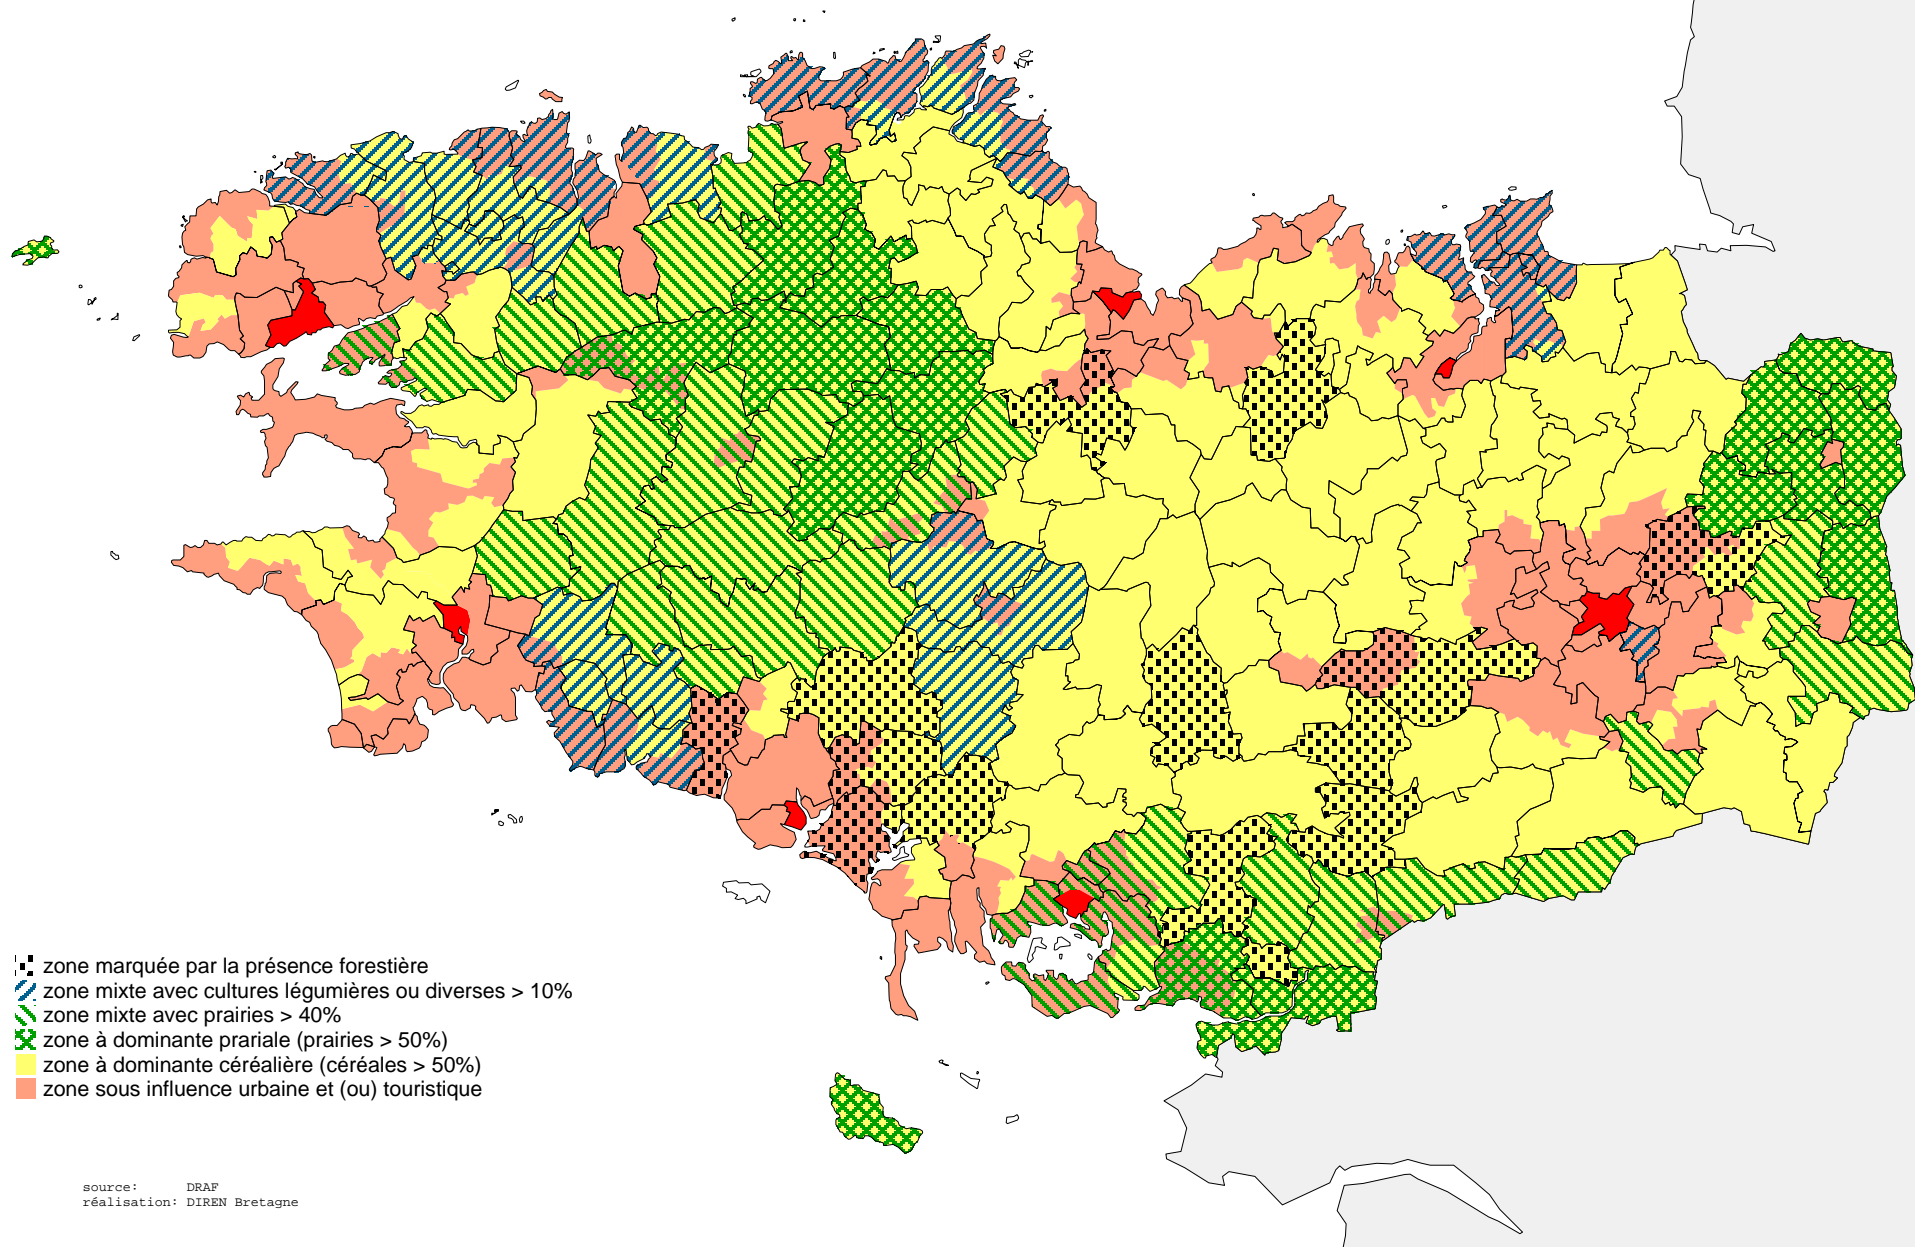 zone marquée par la présence forestière
zone mixte avec cultures légumières ou diverses > 10%
zone mixte avec prairies > 40%
zone à dominante prariale (prairies > 50%)
zone à dominante céréalière (céréales > 50%)
zone sous influence urbaine et (ou) touristique
source: DRAF
réalisation: DIREN Bretagne